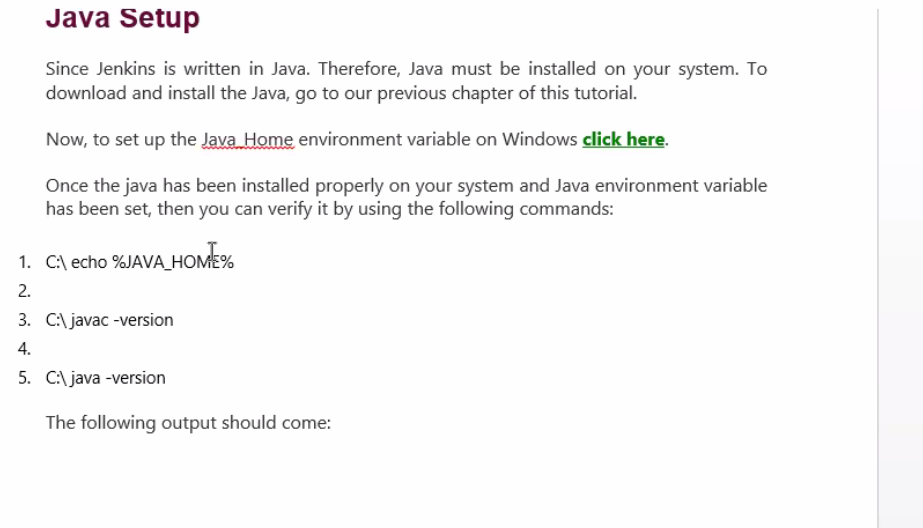 Java Setup
Since Jenkins is written in Java. Therefore, Java must be installed on your system. To
download and install the Java, go to our previous chapter of this tutorial.
Now, to set up the Java_Home environment variable on Windows click here.
Once the java has been installed properly on your system and Java environment variable
has been set, then you can verify it by using the following commands:
1. C:\ echo %JAVA_HOME%
2.
3. C:\ javac -version
4.
5. C:\ java -version
The following output should come: